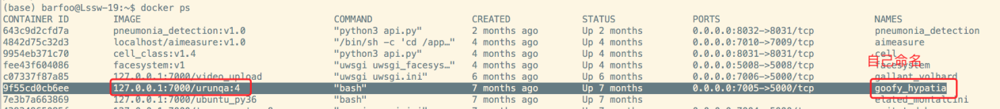 (base) barfoo@Lssw-19:~$ docker ps
CONTAINER ID IMAGE COMMAND CREATED STATUS PORTS NAMES
643c9d2cfd7a pneumonia_detection:v1.0 "python3 api.py" 2 months ago Up 2 months 0.0.0.0:8032->8031/tcp pneumonia_detection
4842d75c32d3 localhost/aimeasure:v1.0 "/bin/sh -c 'cd /app…" 4 months ago Up 4 months 0.0.0.0:7010->7009/tcp aimeasure
9954eb371c70 cell_class:v1.4 "python3 api.py" 4 months ago Up 4 months 0.0.0.0:8031->8031/tcp cell
自己命名
fee43f604086 facesystem:v1 "uwsgi uwsgi_facesys…" 4 months ago Up 4 months 0.0.0.0:5008->5000/tcp facesystem
c07337f87a85 127.0.0.1:7000/video_upload "uwsgi uwsgi.ini" 7 months ago Up 6 months 0.0.0.0:7006->5000/tcp gallant_volhard
9f55cd0cb6ee 127.0.0.1:7000/urunqa:4 "bash" 7 months ago Up 7 months 0.0.0.0:7005->5000/tcp goofy_hypatia
7e3b7a663869 127.0.0.1:7000/ubuntu_py36 "bash" 7 months ago Up 7 months elated_montalcini